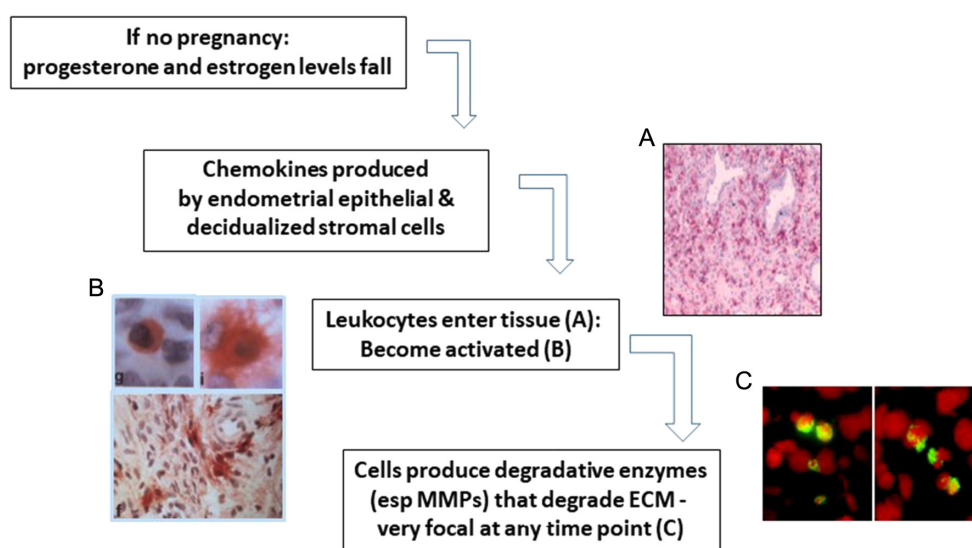 If no pregnancy:
progesterone and estrogen levels fall
A
Chemokines produced
by endometrial epithelial &
decidualized stromal cells
B
g
i
f
Leukocytes enter tissue (A):
Become activated (B)
C
Cells produce degradative enzymes
(esp MMPs) that degrade ECM -
very focal at any time point (C)